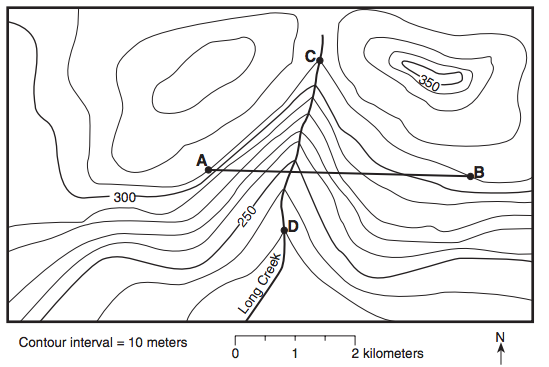 C
350
A
B
300
250
D
Long Creek
Contour interval = 10 meters
0 1 2 kilometers
N